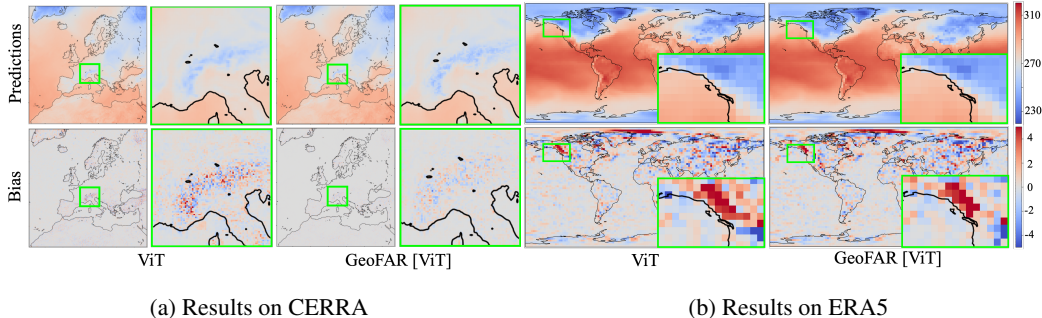 Predictions
310
270
230
Bias
4
2
0
-2
-4
ViT
GeoFAR [ViT]
ViT
GeoFAR [ViT]
(a) Results on CERRA
(b) Results on ERA5